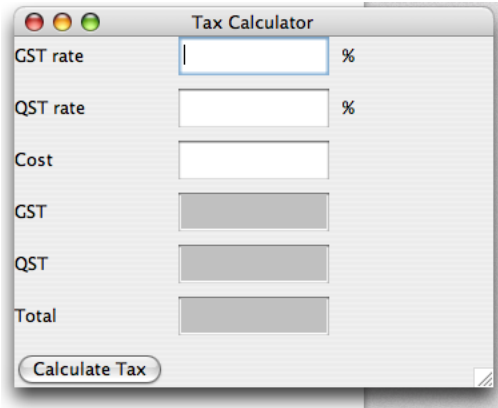 Tax Calculator
GST rate %
QST rate %
Cost
GST
QST
Total
Calculate Tax